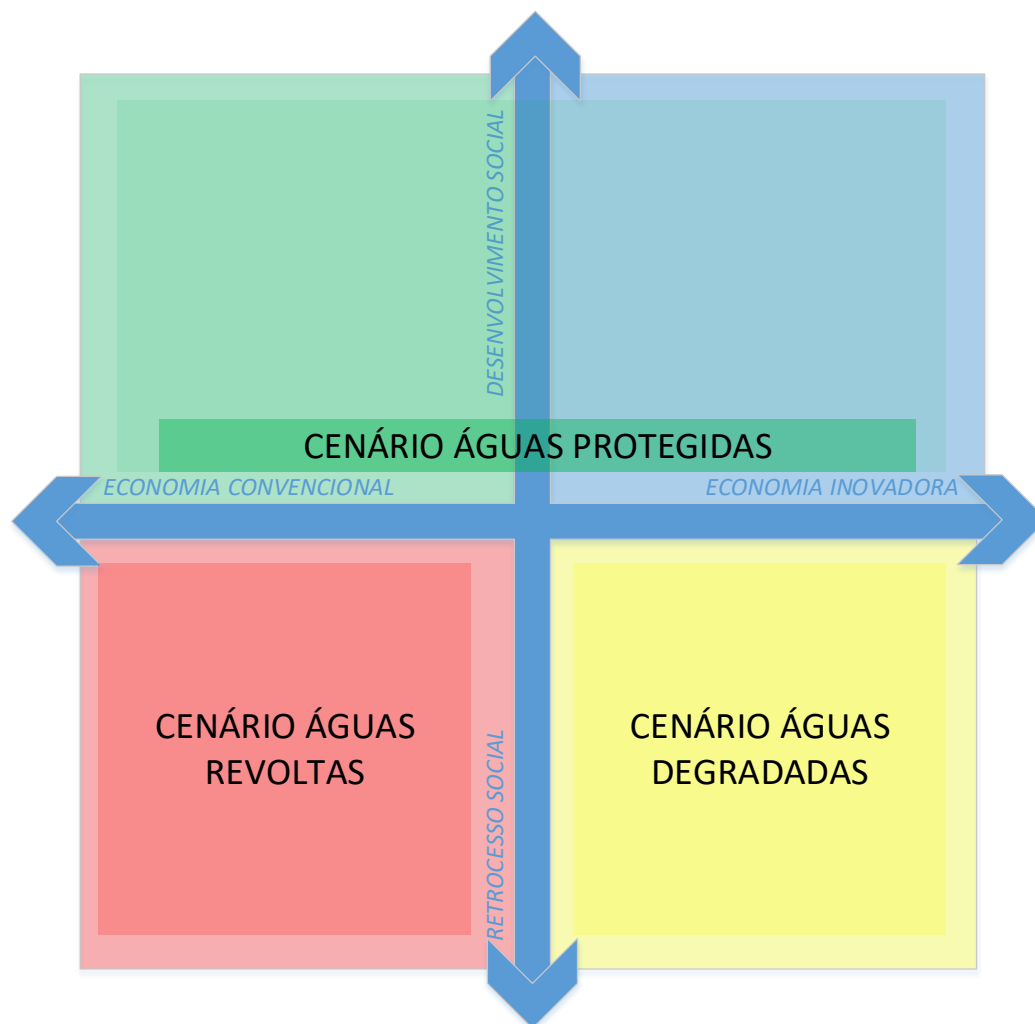 DESENVOLVIMENTO SOCIAL
CENÁRIO ÁGUAS PROTEGIDAS
ECONOMIA CONVENCIONAL
ECONOMIA INOVADORA
CENÁRIO ÁGUAS
REVOLTAS
CENÁRIO ÁGUAS
DEGRADADAS
RETROCESSO SOCIAL